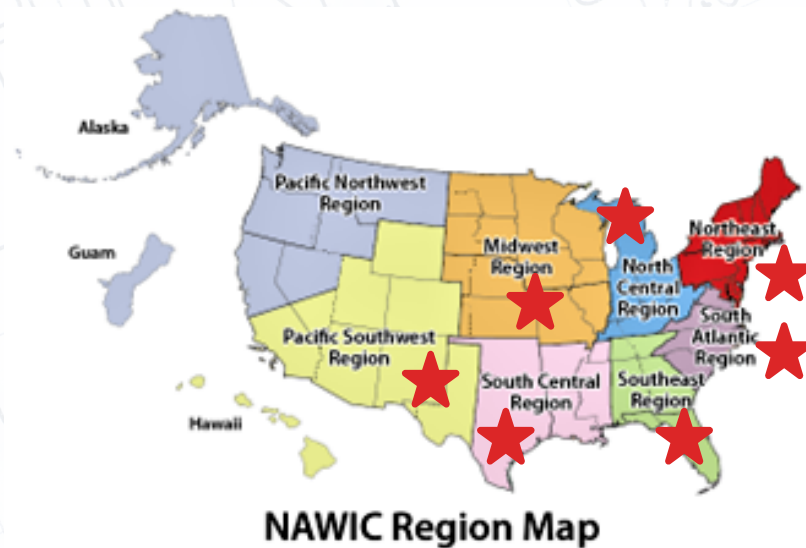 Alaska
Pacific Northwest
Region
Guam
Midwest
Region
Northeast
Region
North
Central
Region
South
Atlantic
Region
Pacific Southwest
Region
South Central
Region
Southeast
Region
Hawaii
NAWIC Region Map